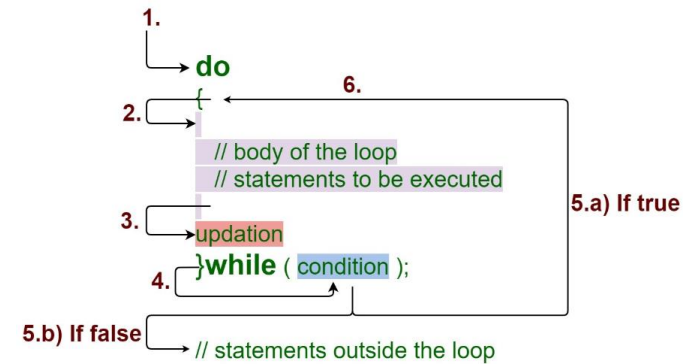 1.
do
6.
{
2.
// body of the loop
// statements to be executed
5.a) If true
3.
updation
}while ( condition );
4.
5.b) If false
// statements outside the loop